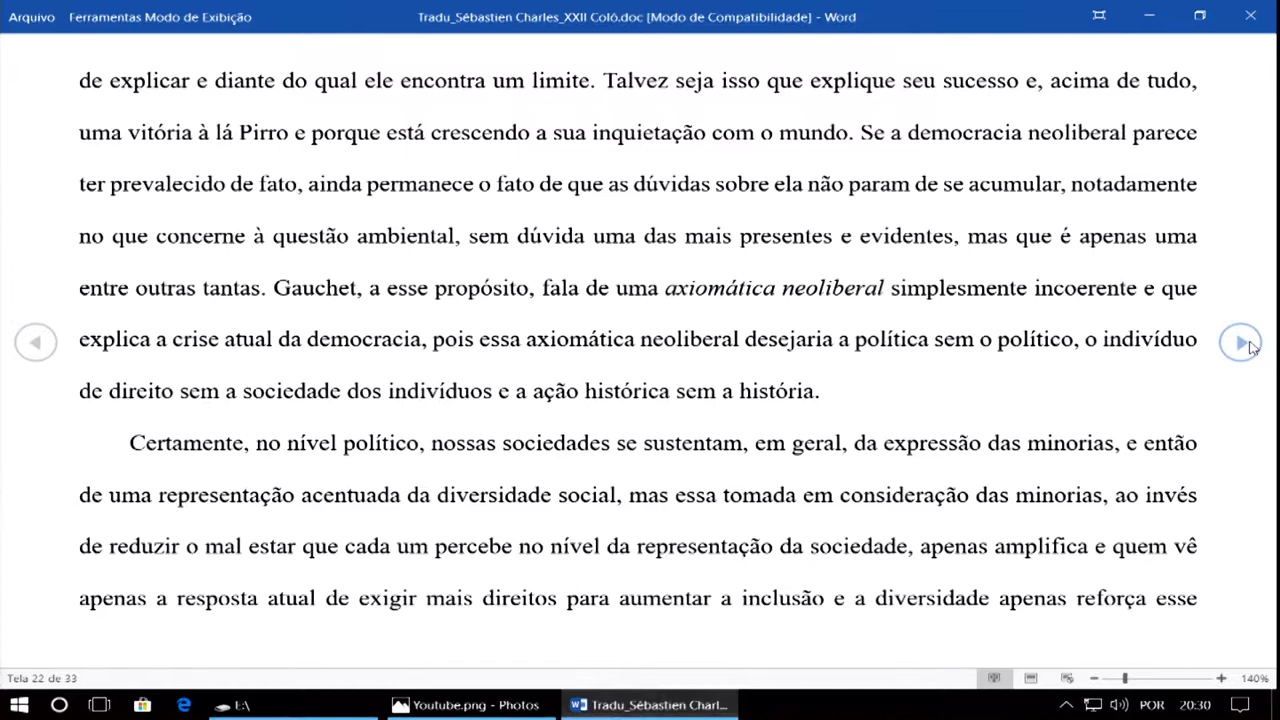 Arquivo Ferramentas Modo de Exibição Tradu_Sébastien Charles_XXII Coló.doc [Modo de Compatibilidade] - Word
de explicar e diante do qual ele encontra um limite. Talvez seja isso que explique seu sucesso e, acima de tudo,
uma vitória à lá Pirro e porque está crescendo a sua inquietação com o mundo. Se a democracia neoliberal parece
ter prevalecido de fato, ainda permanece o fato de que as dúvidas sobre ela não param de se acumular, notadamente
no que concerne à questão ambiental, sem dúvida uma das mais presentes e evidentes, mas que é apenas uma
entre outras tantas. Gauchet, a esse propósito, fala de uma axiomática neoliberal simplesmente incoerente e que
explica a crise atual da democracia, pois essa axiomática neoliberal desejaria a política sem o político, o indivíduo
de direito sem a sociedade dos indivíduos e a ação histórica sem a história.
Certamente, no nível político, nossas sociedades se sustentam, em geral, da expressão das minorias, e então
de uma representação acentuada da diversidade social, mas essa tomada em consideração das minorias, ao invés
de reduzir o mal estar que cada um percebe no nível da representação da sociedade, apenas amplifica e quem vê
apenas a resposta atual de exigir mais direitos para aumentar a inclusão e a diversidade apenas reforça esse
Tela 22 de 33 140%
E:\ Youtube.png - Photos Tradu_Sébastien Charl... POR 20:30